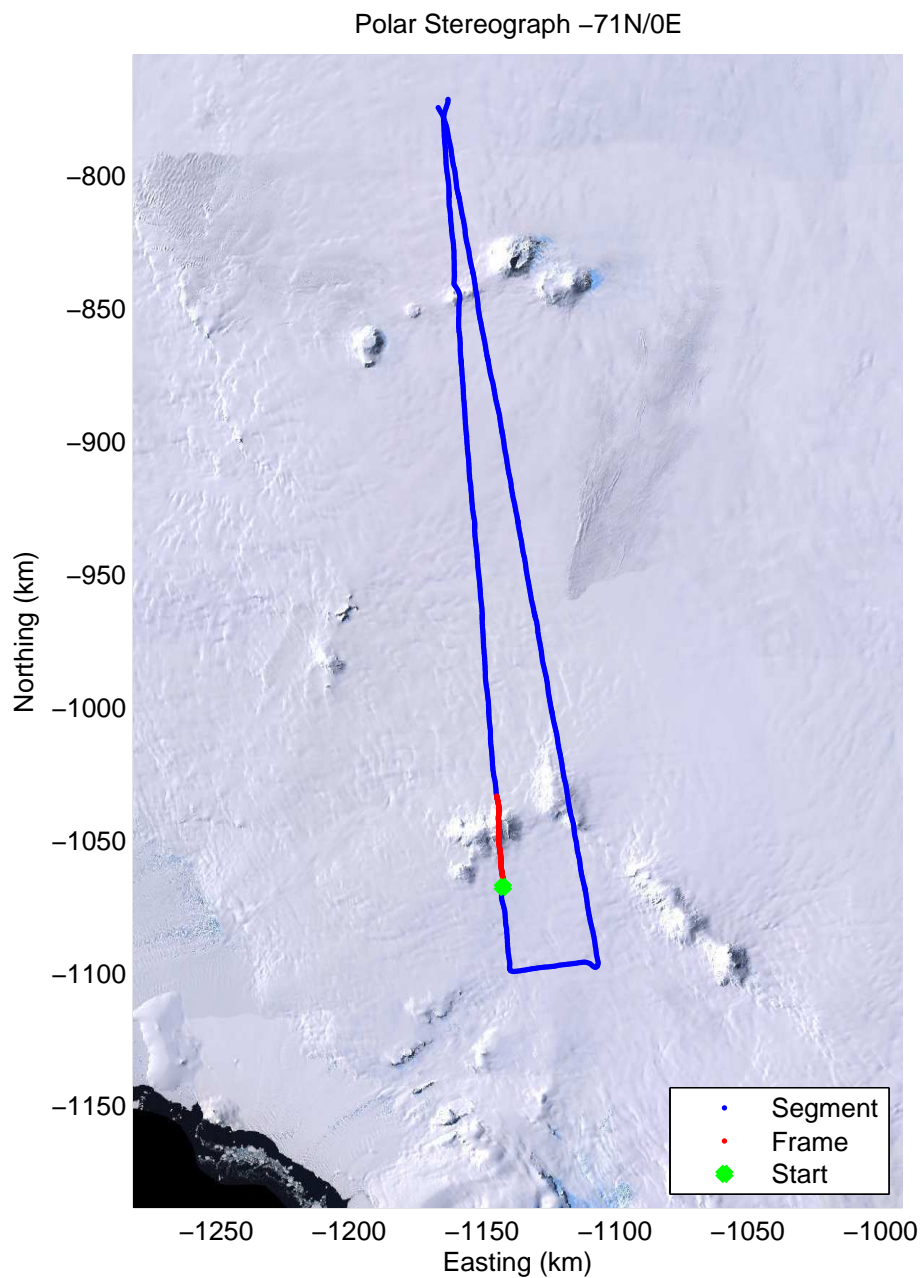 Polar Stereograph −71N/0E
−800
−850
−900
−950
−1000
−1050
−1100
−1150
Northing (km)
Segment
Frame
Start
−1250 −1200 −1150 −1100 −1050 −1000
Easting (km)